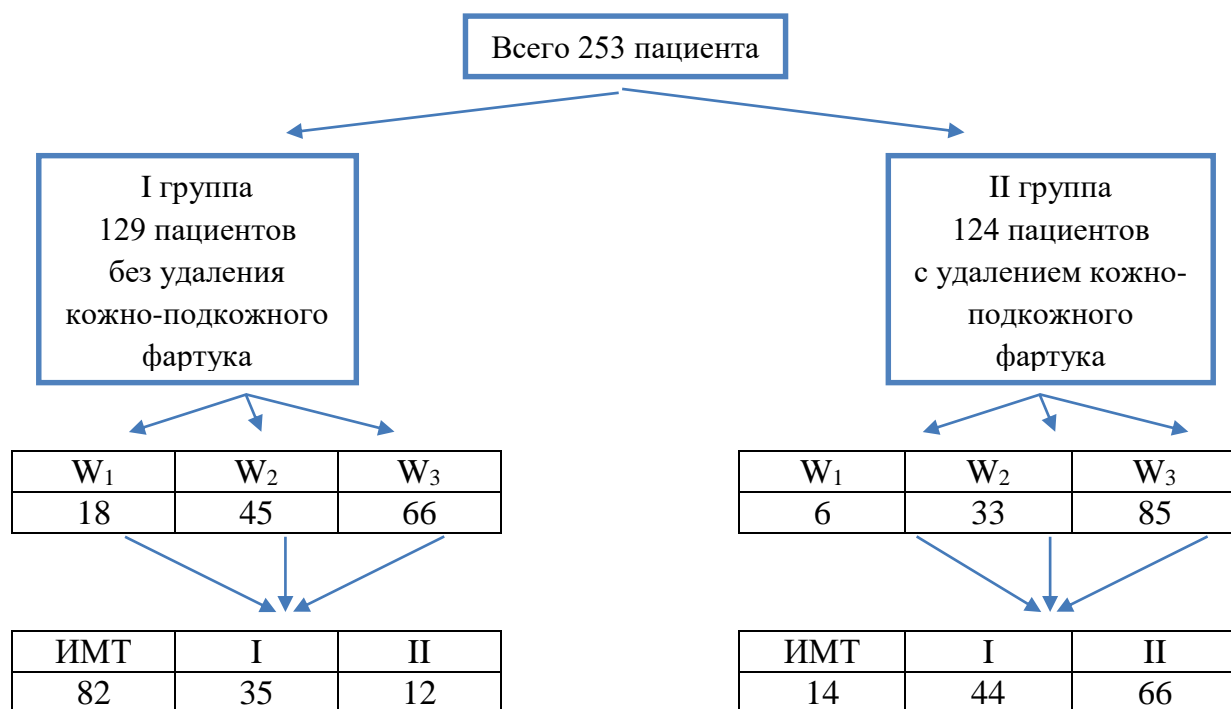 Всего 253 пациента
I группа
129 пациентов
без удаления
кожно-подкожного
фартука
II группа
124 пациентов
с удалением кожно-
подкожного
фартука
W₁ W₂ W₃
18 45 66
W₁ W₂ W₃
6 33 85
ИМТ I II
82 35 12
ИМТ I II
14 44 66